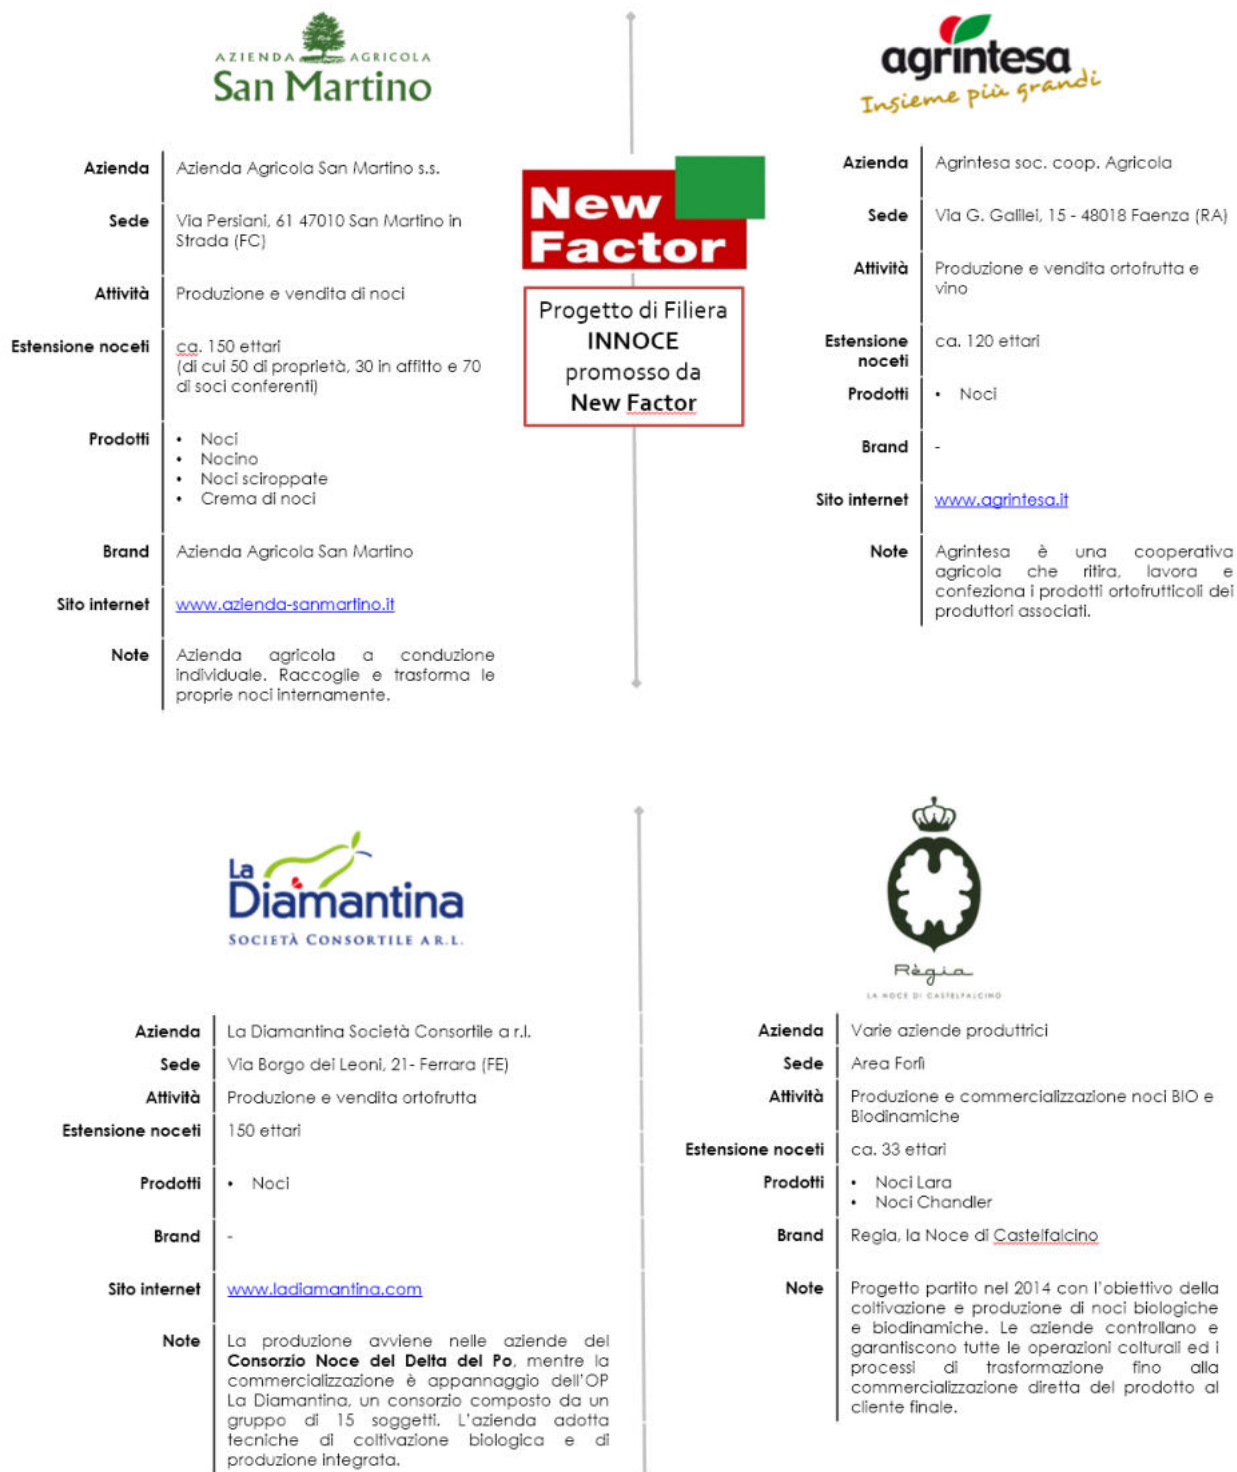 AZIENDA AGRICOLA
San Martino
Azienda Azienda Agricola San Martino s.s.
Sede Via Persiani, 61 47010 San Martino in
Strada (FC)
Attività Produzione e vendita di noci
Estensione noceti ca. 150 ettari
(di cui 50 di proprietà, 30 in affitto e 70
di soci conferenti)
Prodotti • Noci
• Nocino
• Noci sciroppate
• Crema di noci
Brand Azienda Agricola San Martino
Sito internet www.azienda-sanmartino.it
Note Azienda agricola a conduzione
individuale. Raccoglie e trasforma le
proprie noci internamente.
New
Factor
Progetto di Filiera
INNOCE
promosso da
New Factor
agrintesa
Insieme più grandi
Azienda Agrintesa soc. coop. Agricola
Sede Via G. Galilei, 15 - 48018 Faenza (RA)
Attività Produzione e vendita ortofrutta e
vino
Estensione
noceti ca. 120 ettari
Prodotti • Noci
Brand -
Sito internet www.agrintesa.it
Note Agrintesa è una cooperativa
agricola che ritira, lavora e
confeziona i prodotti ortofrutticoli dei
produttori associati.
La
Diamantina
SOCIETÀ CONSORTILE A R.L.
Azienda La Diamantina Società Consortile a r.l.
Sede Via Borgo dei Leoni, 21- Ferrara (FE)
Attività Produzione e vendita ortofrutta
Estensione noceti 150 ettari
Prodotti • Noci
Brand -
Sito internet www.ladiamantina.com
Note La produzione avviene nelle aziende del
Consorzio Noce del Delta del Po, mentre la
commercializzazione è appannaggio dell'OP
La Diamantina, un consorzio composto da un
gruppo di 15 soggetti. L'azienda adotta
tecniche di coltivazione biologica e di
produzione integrata.
Règia
LA NOCE DI CASTELFALCINO
Azienda Varie aziende produttrici
Sede Area Forlì
Attività Produzione e commercializzazione noci BIO e
Biodinamiche
Estensione noceti ca. 33 ettari
Prodotti • Noci Lara
• Noci Chandler
Brand Regia, la Noce di Castelfalcino
Note Progetto partito nel 2014 con l'obiettivo della
coltivazione e produzione di noci biologiche
e biodinamiche. Le aziende controllano e
garantiscono tutte le operazioni colturali ed i
processi di trasformazione fino alla
commercializzazione diretta del prodotto al
cliente finale.